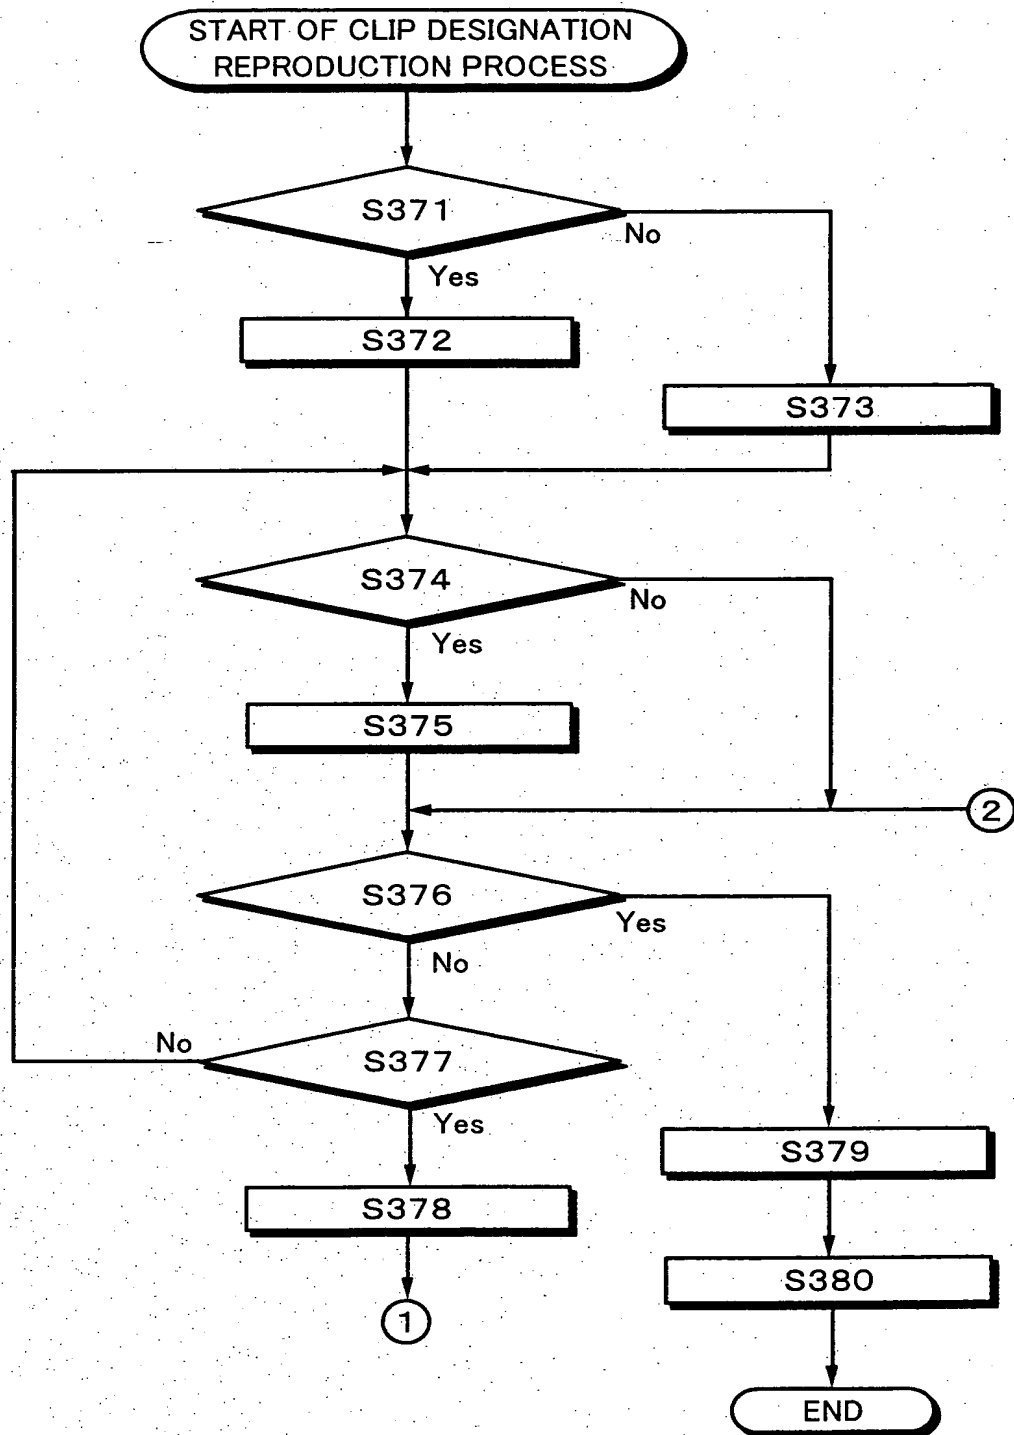 START OF CLIP DESIGNATION
REPRODUCTION PROCESS
S371
No
Yes
S372
S373
S374
No
Yes
S375
2
S376
Yes
No
No
S377
Yes
S379
S378
S380
1
END